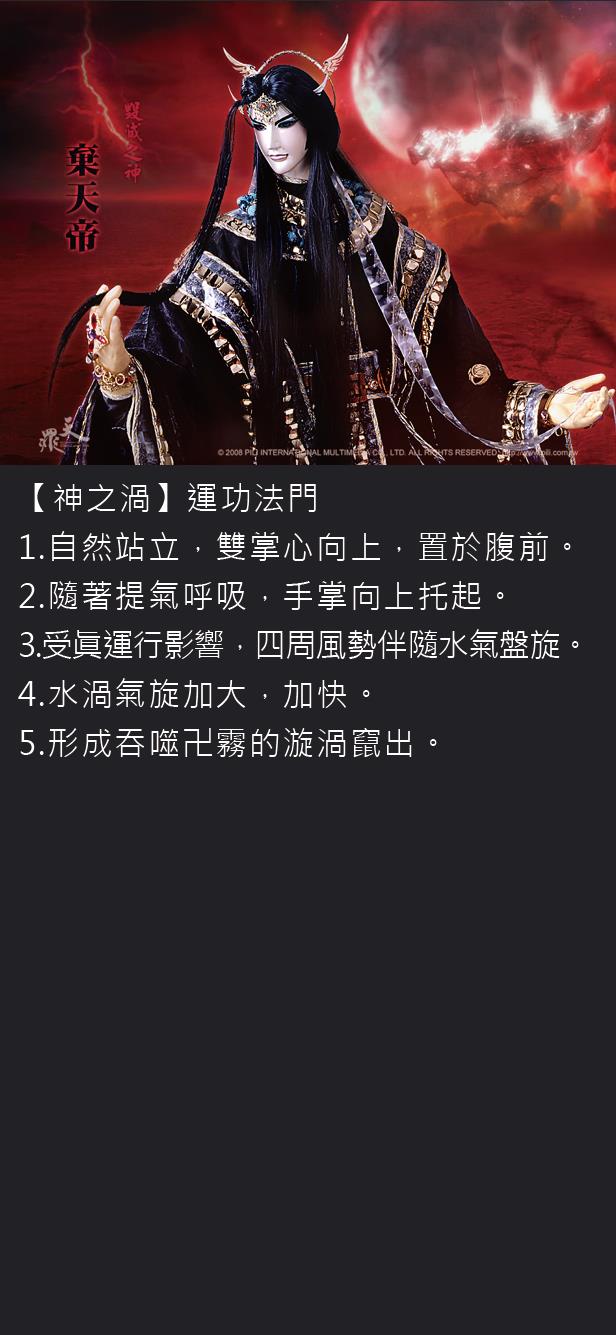 毀滅之神
棄天帝
天罪
© 2008 PILI INTERNATIONAL MULTIMEDIA CO., LTD. ALL RIGHTS RESERVED. http://www.pili.com.tw
【神之渦】運功法門
1.自然站立，雙掌心向上，置於腹前。
2.隨著提氣呼吸，手掌向上托起。
3.受眞運行影響，四周風勢伴隨水氣盤旋。
4.水渦氣旋加大，加快。
5.形成吞噬卍霧的漩渦竄出。